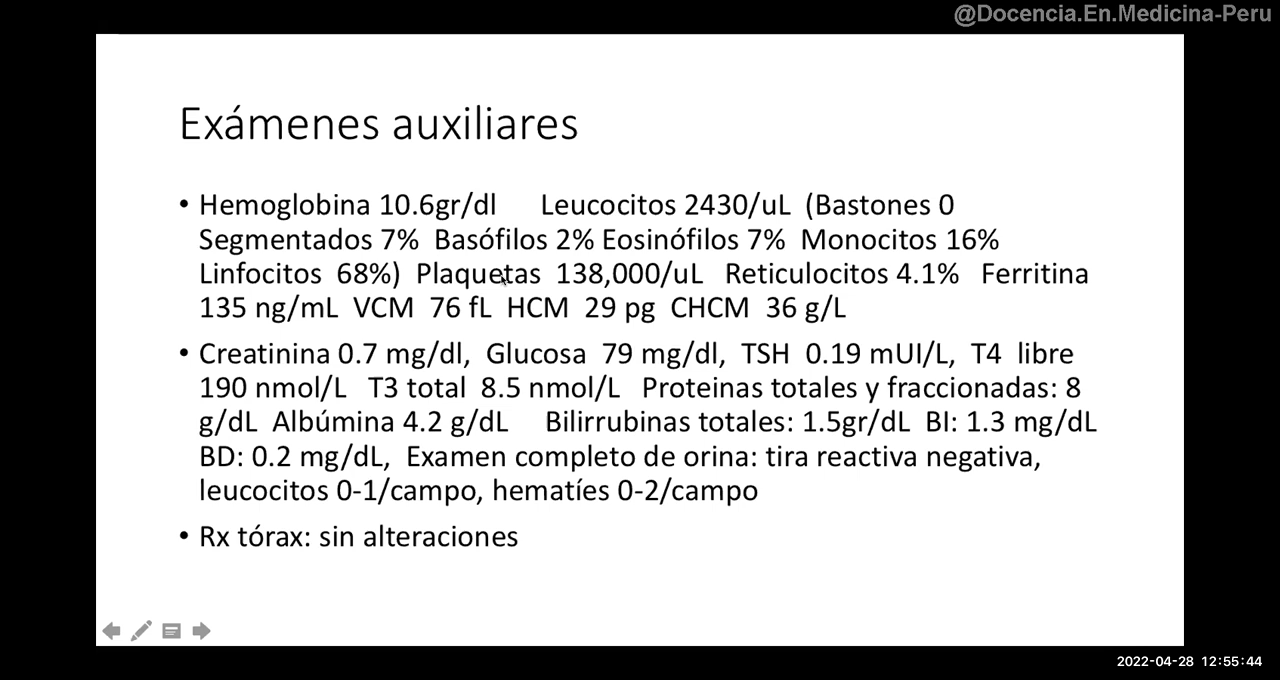 @Docencia.En.Medicina-Peru
Exámenes auxiliares
• Hemoglobina 10.6gr/dl Leucocitos 2430/uL (Bastones 0
Segmentados 7% Basófilos 2% Eosinófilos 7% Monocitos 16%
Linfocitos 68%) Plaquetas 138,000/uL Reticulocitos 4.1% Ferritina
135 ng/mL VCM 76 fL HCM 29 pg CHCM 36 g/L
• Creatinina 0.7 mg/dl, Glucosa 79 mg/dl, TSH 0.19 mUI/L, T4 libre
190 nmol/L T3 total 8.5 nmol/L Proteinas totales y fraccionadas: 8
g/dL Albúmina 4.2 g/dL Bilirrubinas totales: 1.5gr/dL BI: 1.3 mg/dL
BD: 0.2 mg/dL, Examen completo de orina: tira reactiva negativa,
leucocitos 0-1/campo, hematíes 0-2/campo
• Rx tórax: sin alteraciones
2022-04-28 12:55:44